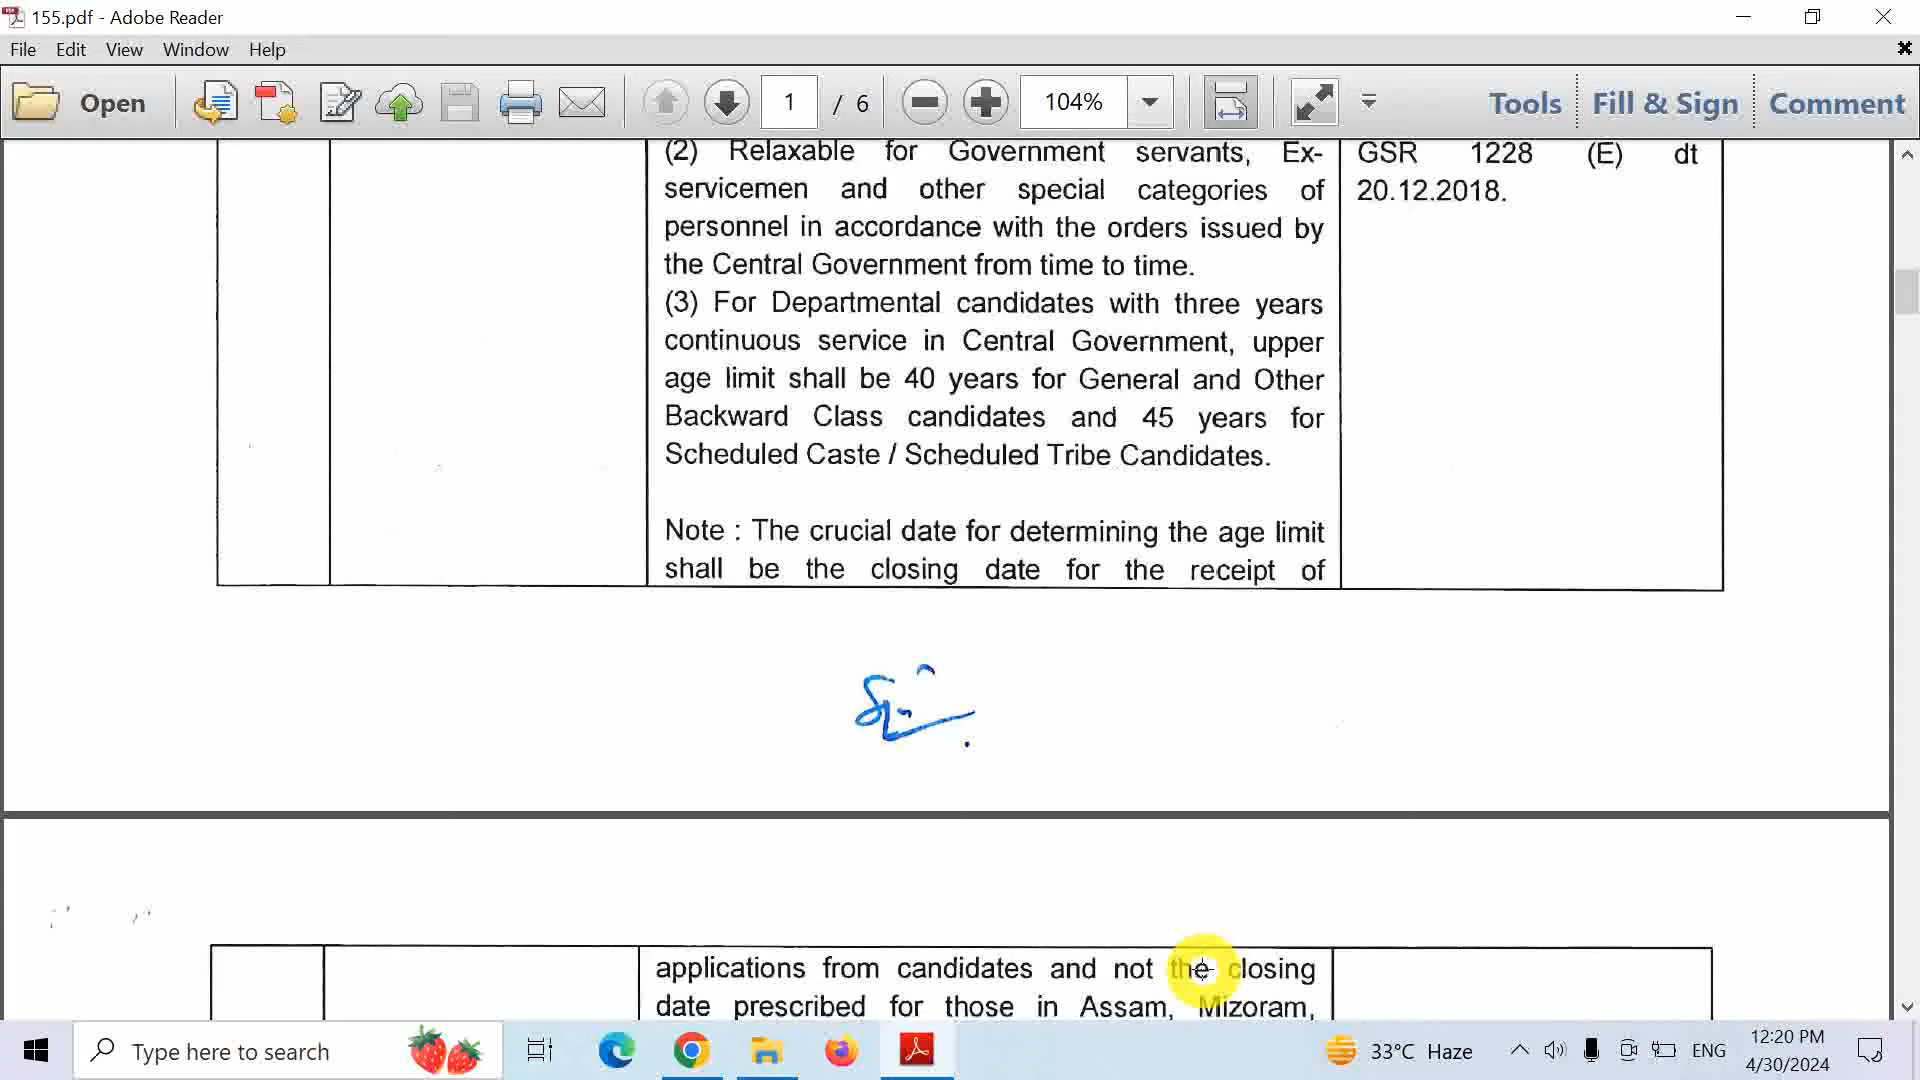 155.pdf - Adobe Reader
File Edit View Window Help
Open 1 / 6 104% Tools Fill & Sign Comment
(2) Relaxable for Government servants, Ex-
servicemen and other special categories of
personnel in accordance with the orders issued by
the Central Government from time to time.
(3) For Departmental candidates with three years
continuous service in Central Government, upper
age limit shall be 40 years for General and Other
Backward Class candidates and 45 years for
Scheduled Caste / Scheduled Tribe Candidates.
Note : The crucial date for determining the age limit
shall be the closing date for the receipt of
GSR 1228 (E) dt
20.12.2018.
applications from candidates and not the closing
date prescribed for those in Assam, Mizoram,
Type here to search
33°C Haze
ENG
12:20 PM
4/30/2024